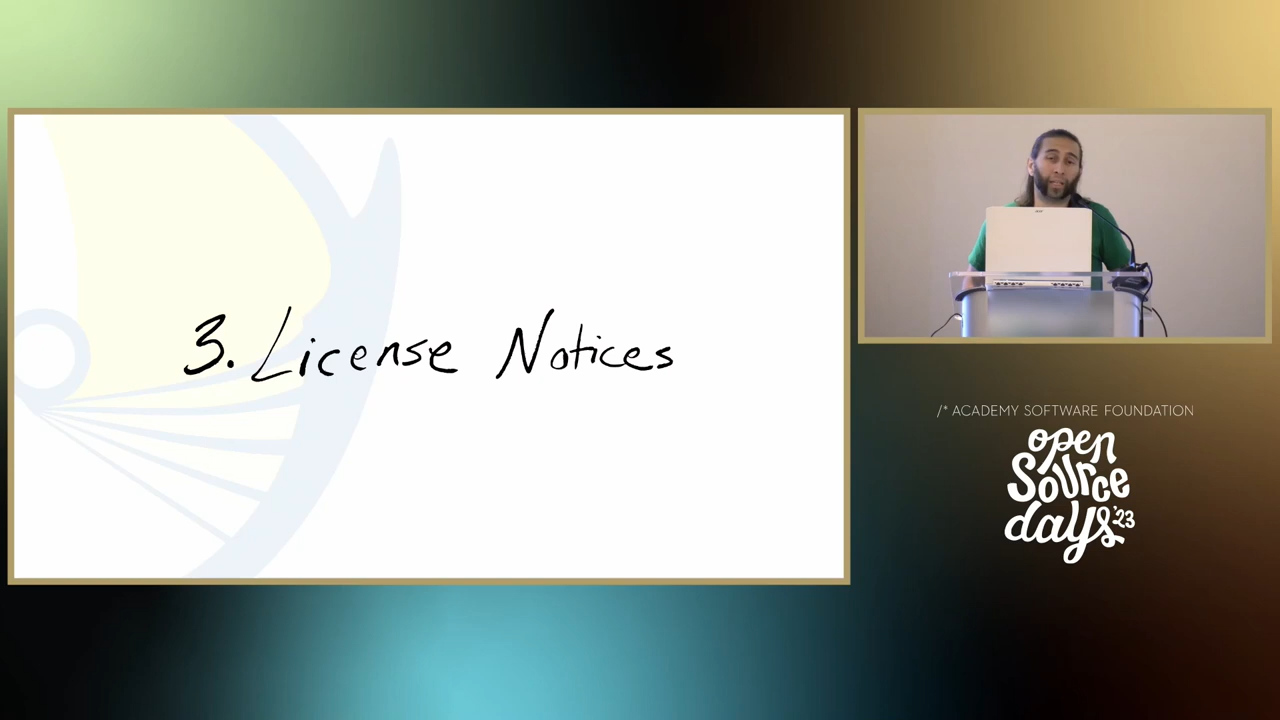 3. License Notices
/* ACADEMY SOFTWARE FOUNDATION
open
Source
days '23